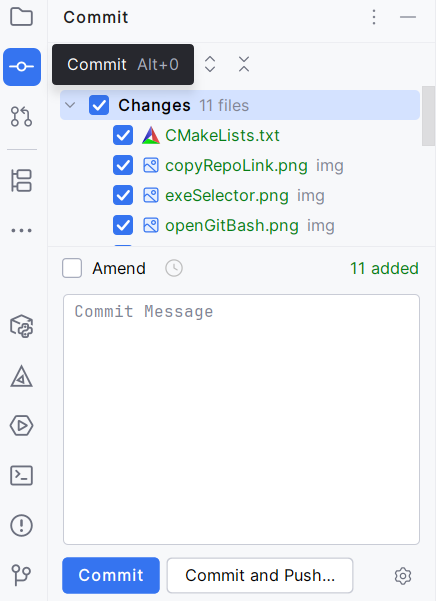 Commit
Commit Alt+0
Changes 11 files
CMakeLists.txt
copyRepoLink.png img
exeSelector.png img
openGitBash.png img
Amend 11 added
Commit Message
Commit Commit and Push...